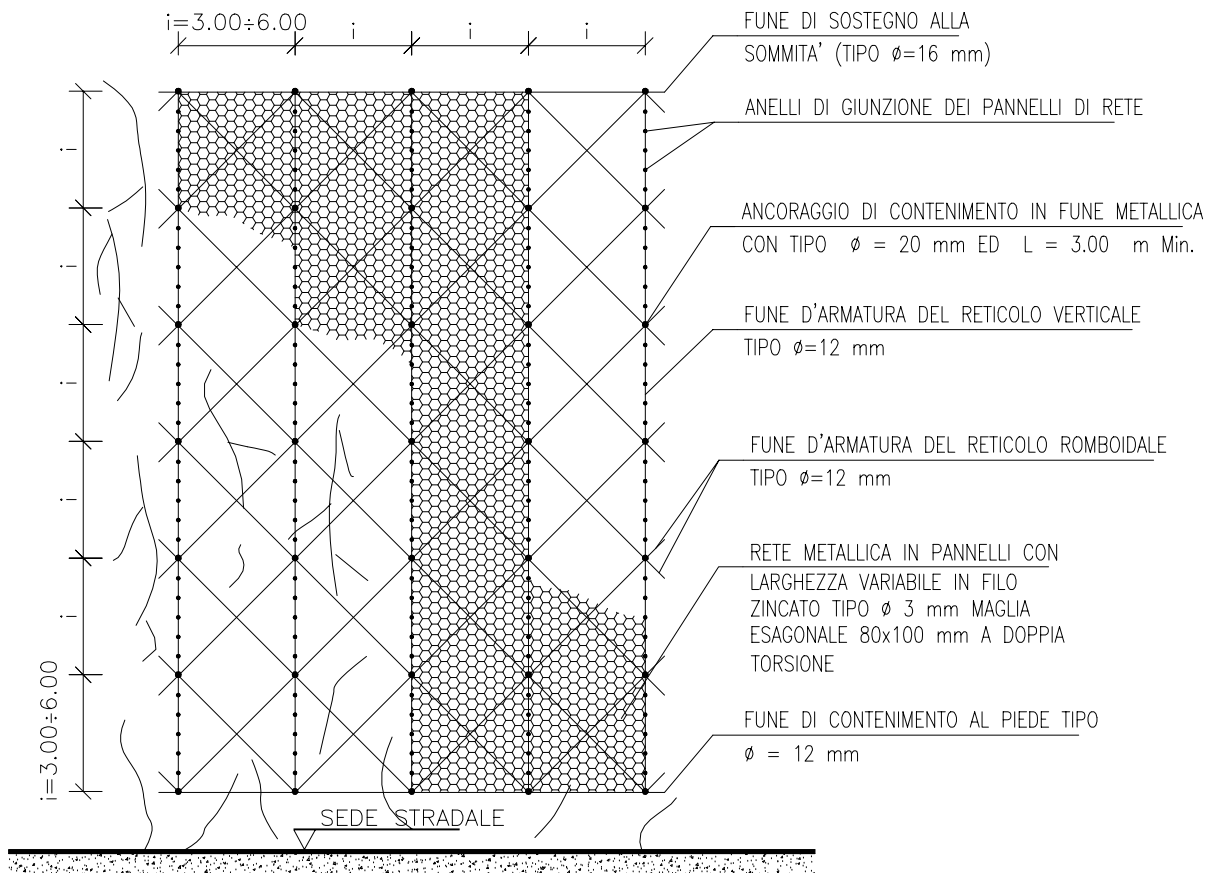 i=3.00÷6.00
i
i
i
FUNE DI SOSTEGNO ALLA
SOMMITA' (TIPO ø=16 mm)
ANELLI DI GIUNZIONE DEI PANNELLI DI RETE
ANCORAGGIO DI CONTENIMENTO IN FUNE METALLICA
CON TIPO ø = 20 mm ED L = 3.00 m Min.
FUNE D'ARMATURA DEL RETICOLO VERTICALE
TIPO ø=12 mm
FUNE D'ARMATURA DEL RETICOLO ROMBOIDALE
TIPO ø=12 mm
RETE METALLICA IN PANNELLI CON
LARGHEZZA VARIABILE IN FILO
ZINCATO TIPO ø 3 mm MAGLIA
ESAGONALE 80x100 mm A DOPPIA
TORSIONE
FUNE DI CONTENIMENTO AL PIEDE TIPO
ø = 12 mm
i
i
i
i
i
i=3.00÷6.00
SEDE STRADALE